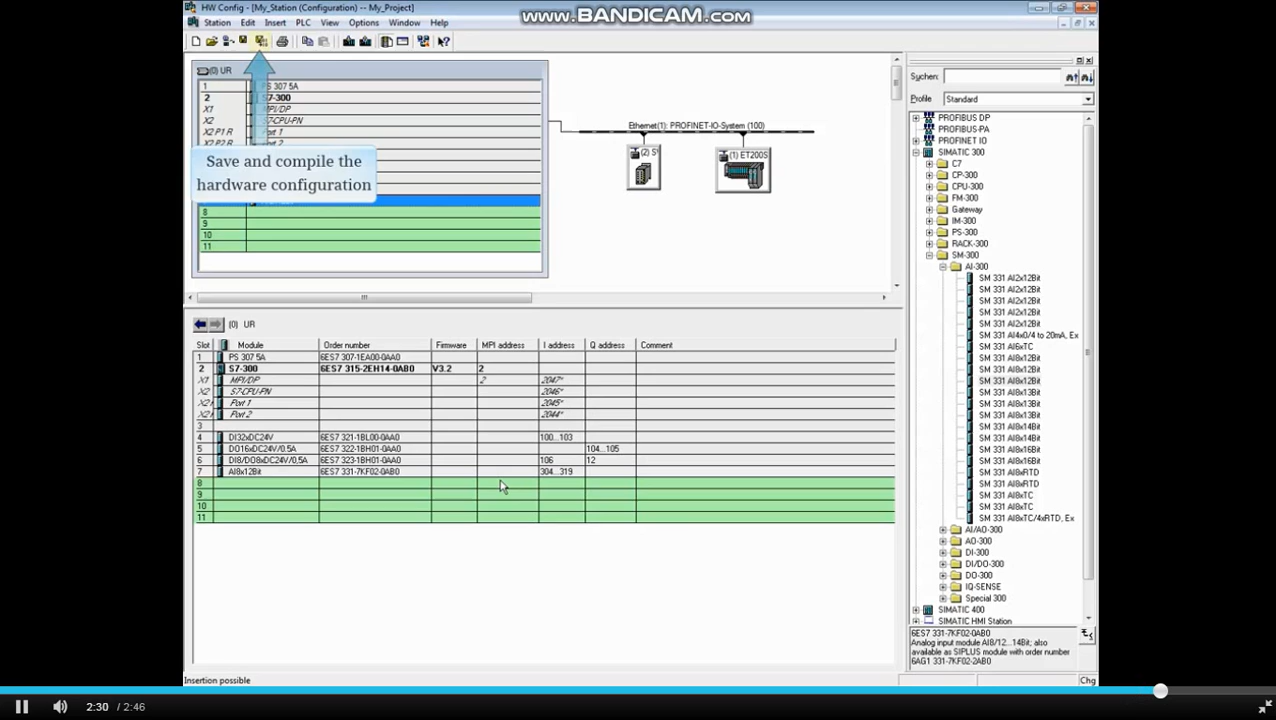 HW Config - [My_Station (Configuration) -- My_Project]
www.BANDICAM.com
Station Edit Insert PLC View Options Window Help
(0) UR
1 PS 307 5A
2 S7-300
X1 MPI/DP
X2 S7-CPU-PN
X2 P1 R Port 1
X2 P2 R Port 2
Save and compile the
hardware configuration
8
9
10
11
Ethernet(1): PROFINET-IO-System (100)
(2) S
(1) ET200S
(0) UR
Slot Module Order number Firmware MPI address I address Q address Comment
1 PS 307 5A 6ES7 307-1EA00-0AA0
2 S7-300 6ES7 315-2EH14-0AB0 V3.2 2
X1 MPI/DP 2 2047*
X2 S7-CPU-PN 2046*
X2 Port 1 2045*
X2 Port 2 2044*
3
4 DI32xDC24V 6ES7 321-1BL00-0AA0 100...103
5 DO16xDC24V/0.5A 6ES7 322-1BH01-0AA0 104...105
6 DI8/DO8xDC24V/0,5A 6ES7 323-1BH01-0AA0 106 12
7 AI8x12Bit 6ES7 331-7KF02-0AB0 304...319
8
9
10
11
Suchen:
Profile Standard
PROFIBUS DP
PROFIBUS-PA
PROFINET IO
SIMATIC 300
C7
CP-300
CPU-300
FM-300
Gateway
IM-300
PS-300
RACK-300
SM-300
AI-300
SM 331 AI2x12Bit
SM 331 AI2x12Bit
SM 331 AI2x12Bit
SM 331 AI2x12Bit
SM 331 AI2x12Bit
SM 331 AI4x0/4 to 20mA, Ex
SM 331 AI6xTC
SM 331 AI8x12Bit
SM 331 AI8x12Bit
SM 331 AI8x12Bit
SM 331 AI8x13Bit
SM 331 AI8x13Bit
SM 331 AI8x13Bit
SM 331 AI8x14Bit
SM 331 AI8x14Bit
SM 331 AI8x16Bit
SM 331 AI8x16Bit
SM 331 AI8xRTD
SM 331 AI8xRTD
SM 331 AI8xTC
SM 331 AI8xTC
SM 331 AI8xTC/4xRTD, Ex
AI/AO-300
AO-300
DI-300
DI/DO-300
DO-300
IQ-SENSE
Special 300
SIMATIC 400
SIMATIC HMI Station
6ES7 331-7KF02-0AB0
Analog input module AI8/12...14Bit; also
available as SIPLUS module with order number
6AG1 331-7KF02-2AB0
Insertion possible
Chg
2:30 / 2:46